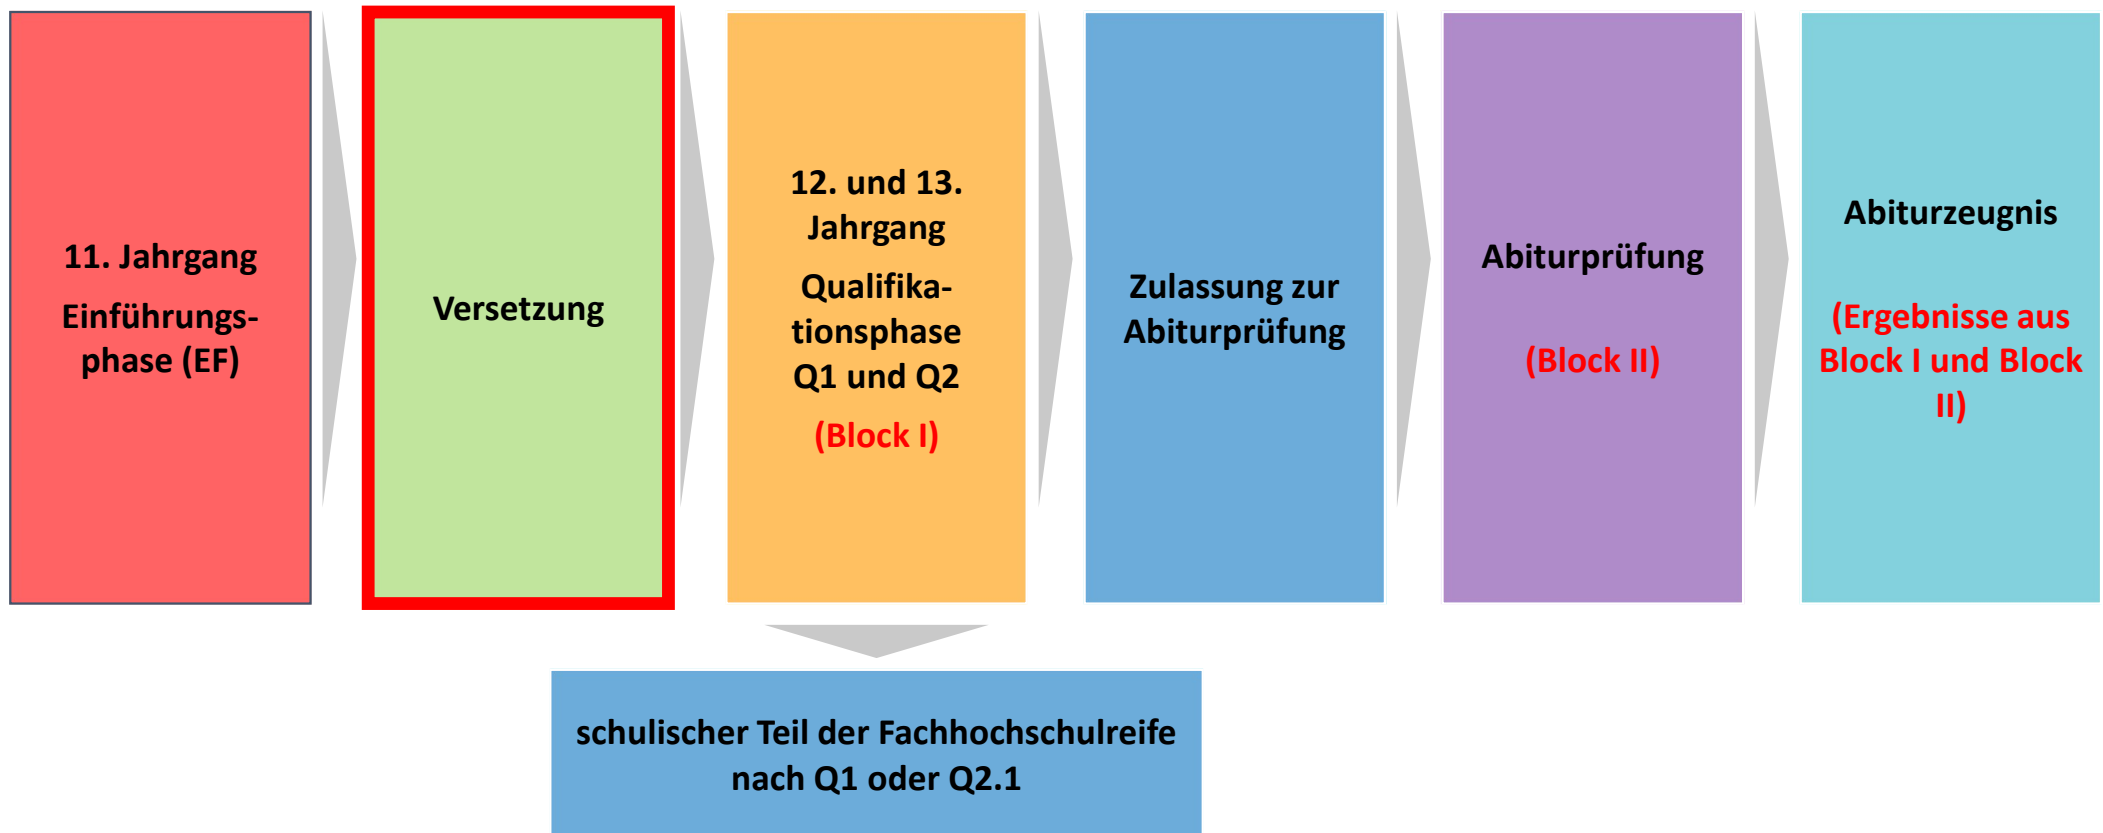 11. Jahrgang
Einführungs-
phase (EF)
Versetzung
12. und 13.
Jahrgang
Qualifika-
tionsphase
Q1 und Q2
(Block I)
Zulassung zur
Abiturprüfung
Abiturprüfung
(Block II)
Abiturzeugnis
(Ergebnisse aus
Block I und Block
II)
schulischer Teil der Fachhochschulreife
nach Q1 oder Q2.1